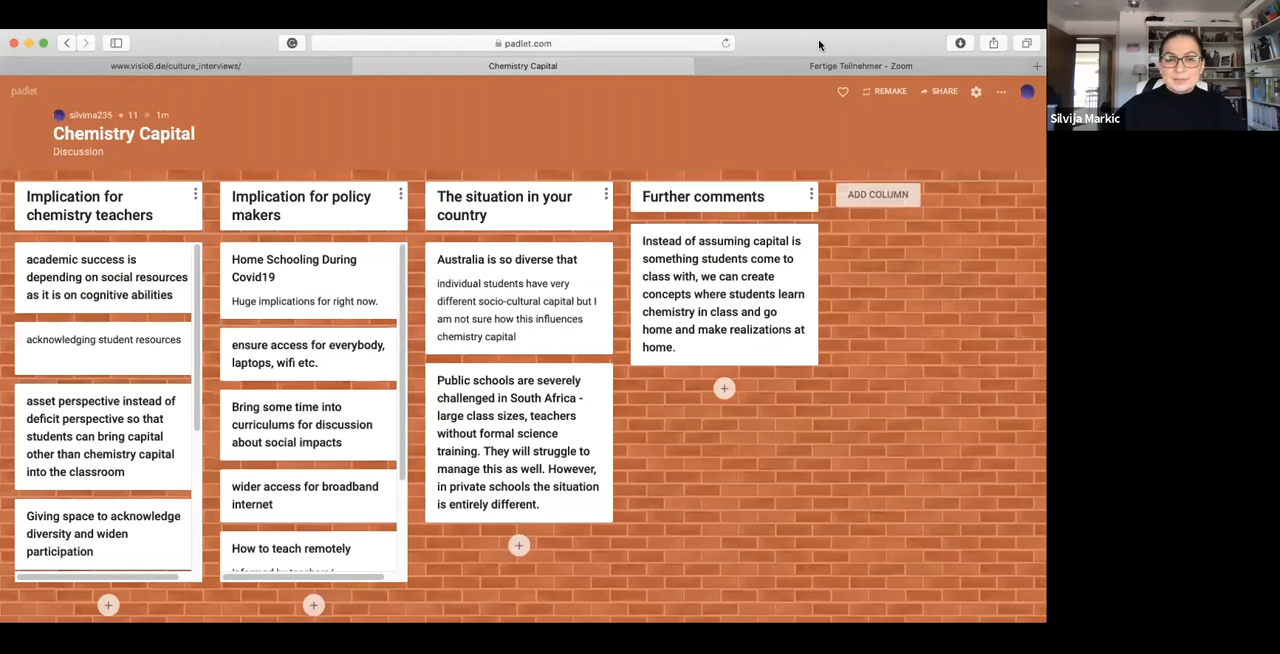 padlet.com
www.visio6.de/culture_interviews/
Chemistry Capital
Fertige Teilnehmer - Zoom
padlet
REMAKE
SHARE
silvima235 + 11 1m
Chemistry Capital
Discussion
Implication for
chemistry teachers
academic success is
depending on social resources
as it is on cognitive abilities
acknowledging student resources
asset perspective instead of
deficit perspective so that
students can bring capital
other than chemistry capital
into the classroom
Giving space to acknowledge
diversity and widen
participation
Implication for policy
makers
Home Schooling During
Covid19
Huge implications for right now.
ensure access for everybody,
laptops, wifi etc.
Bring some time into
curriculums for discussion
about social impacts
wider access for broadband
internet
How to teach remotely
The situation in your
country
Australia is so diverse that
individual students have very
different socio-cultural capital but I
am not sure how this influences
chemistry capital
Public schools are severely
challenged in South Africa -
large class sizes, teachers
without formal science
training. They will struggle to
manage this as well. However,
in private schools the situation
is entirely different.
Further comments
Instead of assuming capital is
something students come to
class with, we can create
concepts where students learn
chemistry in class and go
home and make realizations at
home.
ADD COLUMN
Silvija Markic